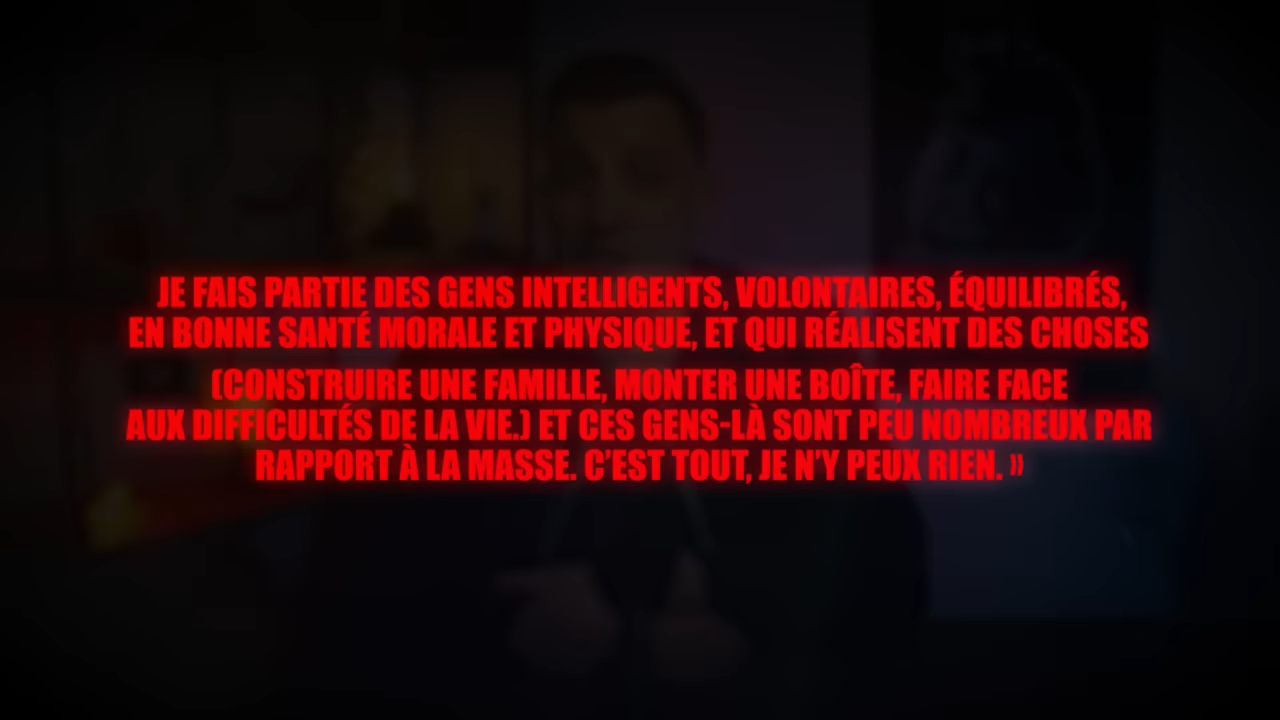 JE FAIS PARTIE DES GENS INTELLIGENTS, VOLONTAIRES, ÉQUILIBRÉS,
EN BONNE SANTÉ MORALE ET PHYSIQUE, ET QUI RÉALISENT DES CHOSES
(CONSTRUIRE UNE FAMILLE, MONTER UNE BOÎTE, FAIRE FACE
AUX DIFFICULTÉS DE LA VIE.) ET CES GENS-LÀ SONT PEU NOMBREUX PAR
RAPPORT À LA MASSE. C’EST TOUT, JE N’Y PEUX RIEN. »